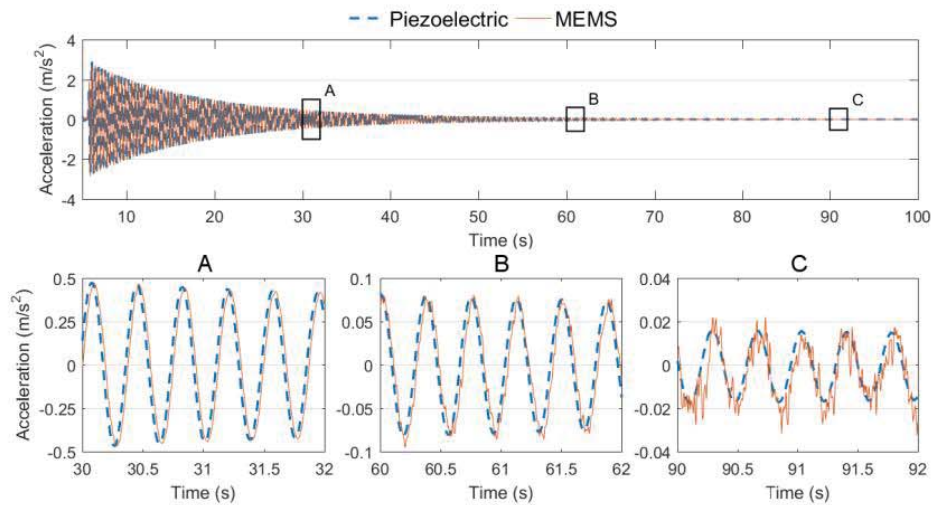 Piezoelectric MEMS
Acceleration (m/s²)
4
2
0
-2
-4
A
B
C
10 20 30 40 50 60 70 80 90 100
Time (s)
A
B
C
Acceleration (m/s²)
0.5
0.25
0
-0.25
-0.5
30 30.5 31 31.5 32
Time (s)
0.1
0.05
0
-0.05
-0.1
60 60.5 61 61.5 62
Time (s)
0.04
0.02
0
-0.02
-0.04
90 90.5 91 91.5 92
Time (s)